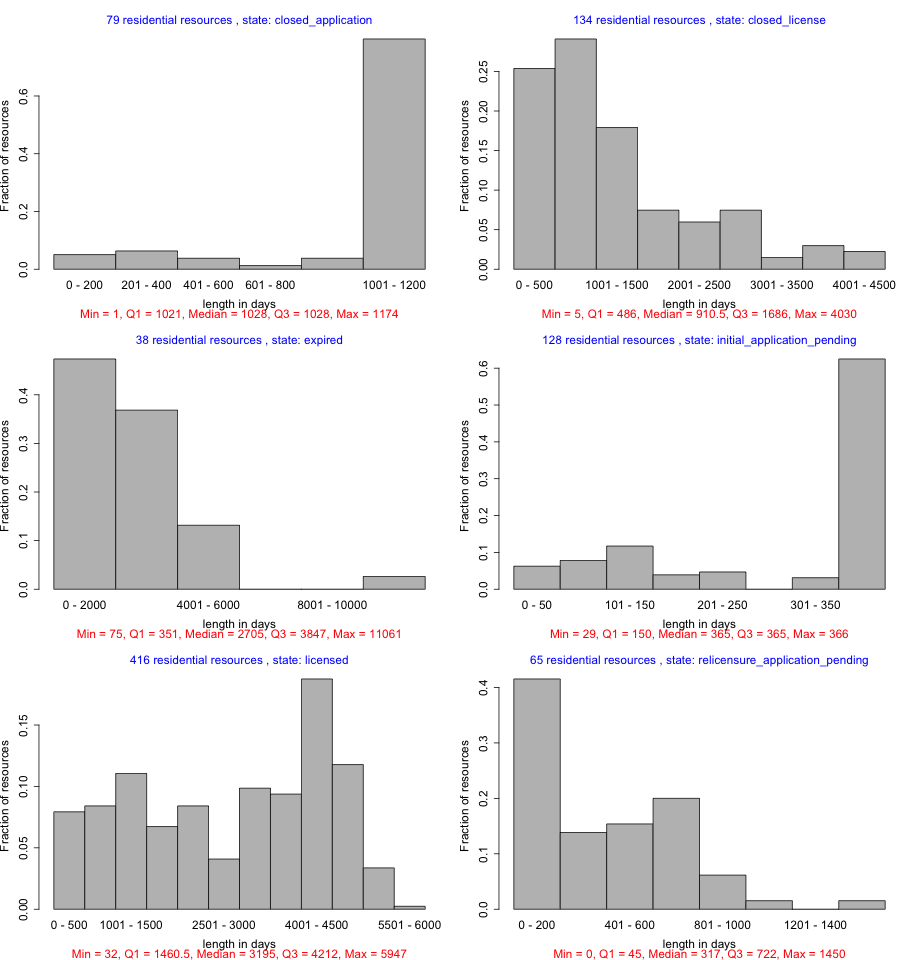 79 residential resources , state: closed_application
Fraction of resources
0.0 0.2 0.4 0.6
0 - 200 201 - 400 401 - 600 601 - 800 1001 - 1200
length in days
Min = 1, Q1 = 1021, Median = 1028, Q3 = 1028, Max = 1174
134 residential resources , state: closed_license
Fraction of resources
0.00 0.05 0.10 0.15 0.20 0.25
0 - 500 1001 - 1500 2001 - 2500 3001 - 3500 4001 - 4500
length in days
Min = 5, Q1 = 486, Median = 910.5, Q3 = 1686, Max = 4030
38 residential resources , state: expired
Fraction of resources
0.0 0.1 0.2 0.3 0.4
0 - 2000 4001 - 6000 8001 - 10000
length in days
Min = 75, Q1 = 351, Median = 2705, Q3 = 3847, Max = 11061
128 residential resources , state: initial_application_pending
Fraction of resources
0.0 0.1 0.2 0.3 0.4 0.5 0.6
0 - 50 101 - 150 201 - 250 301 - 350
length in days
Min = 29, Q1 = 150, Median = 365, Q3 = 365, Max = 366
416 residential resources , state: licensed
Fraction of resources
0.00 0.05 0.10 0.15
0 - 500 1001 - 1500 2501 - 3000 4001 - 4500 5501 - 6000
length in days
Min = 32, Q1 = 1460.5, Median = 3195, Q3 = 4212, Max = 5947
65 residential resources , state: relicensure_application_pending
Fraction of resources
0.0 0.1 0.2 0.3 0.4
0 - 200 401 - 600 801 - 1000 1201 - 1400
length in days
Min = 0, Q1 = 45, Median = 317, Q3 = 722, Max = 1450